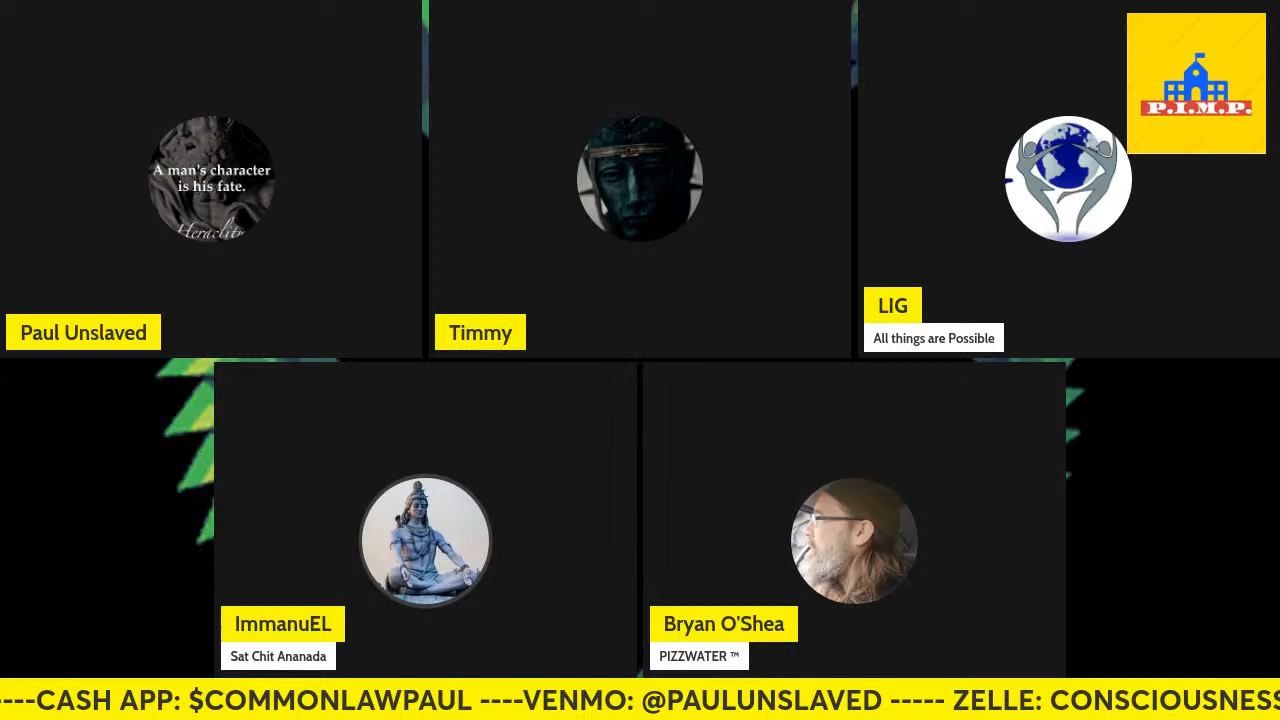 A man's character
is his fate.
P.I.M.P.
Paul Unslaved
Timmy
LIG
All things are Possible
ImmanuEL
Sat Chit Ananada
Bryan O'Shea
PIZZWATER ™
----CASH APP: $COMMONLAWPAUL ----VENMO: @PAULUNSLAVED ----- ZELLE: CONSCIOUSNESS